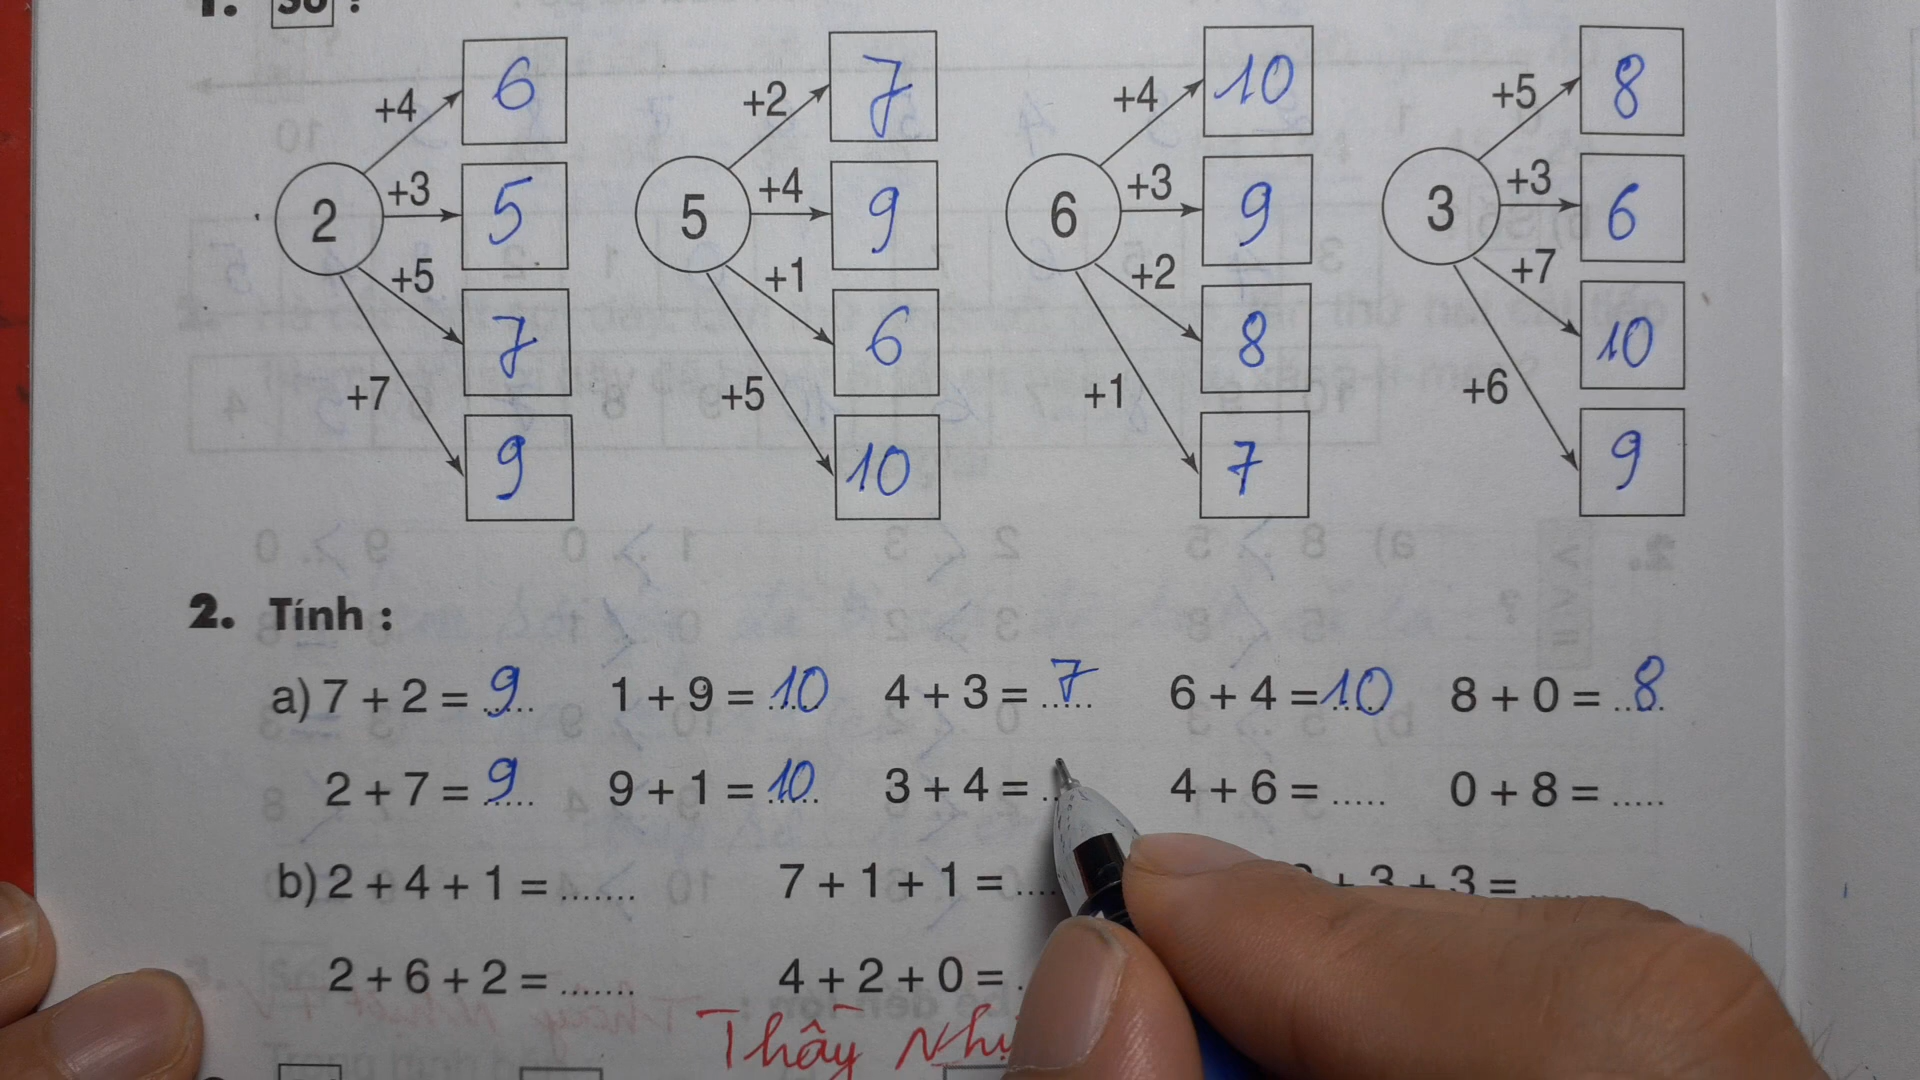 1. Số ?
+4 6 +2 7 +4 10 +5 8
2 +3 5 5 +4 9 6 +3 9 3 +3 6
+5 7 +1 6 +2 8 +7 10
+7 9 +5 10 +1 7 +6 9
2. Tính :
a) 7 + 2 = 9 1 + 9 = 10 4 + 3 = 7 6 + 4 = 10 8 + 0 = 8
2 + 7 = 9 9 + 1 = 10 3 + 4 = ..... 4 + 6 = ..... 0 + 8 = .....
b) 2 + 4 + 1 = ....... 7 + 1 + 1 = .... + 3 + 3 = .......
2 + 6 + 2 = ....... 4 + 2 + 0 = .
Thầy